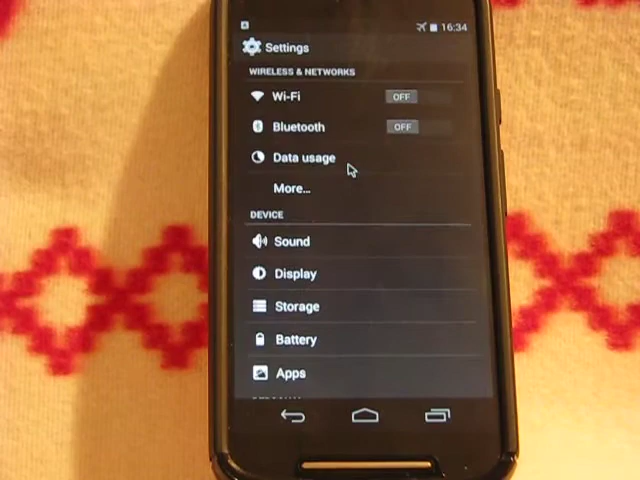 16:34
Settings
WIRELESS & NETWORKS
Wi-Fi OFF
Bluetooth OFF
Data usage
More...
DEVICE
Sound
Display
Storage
Battery
Apps